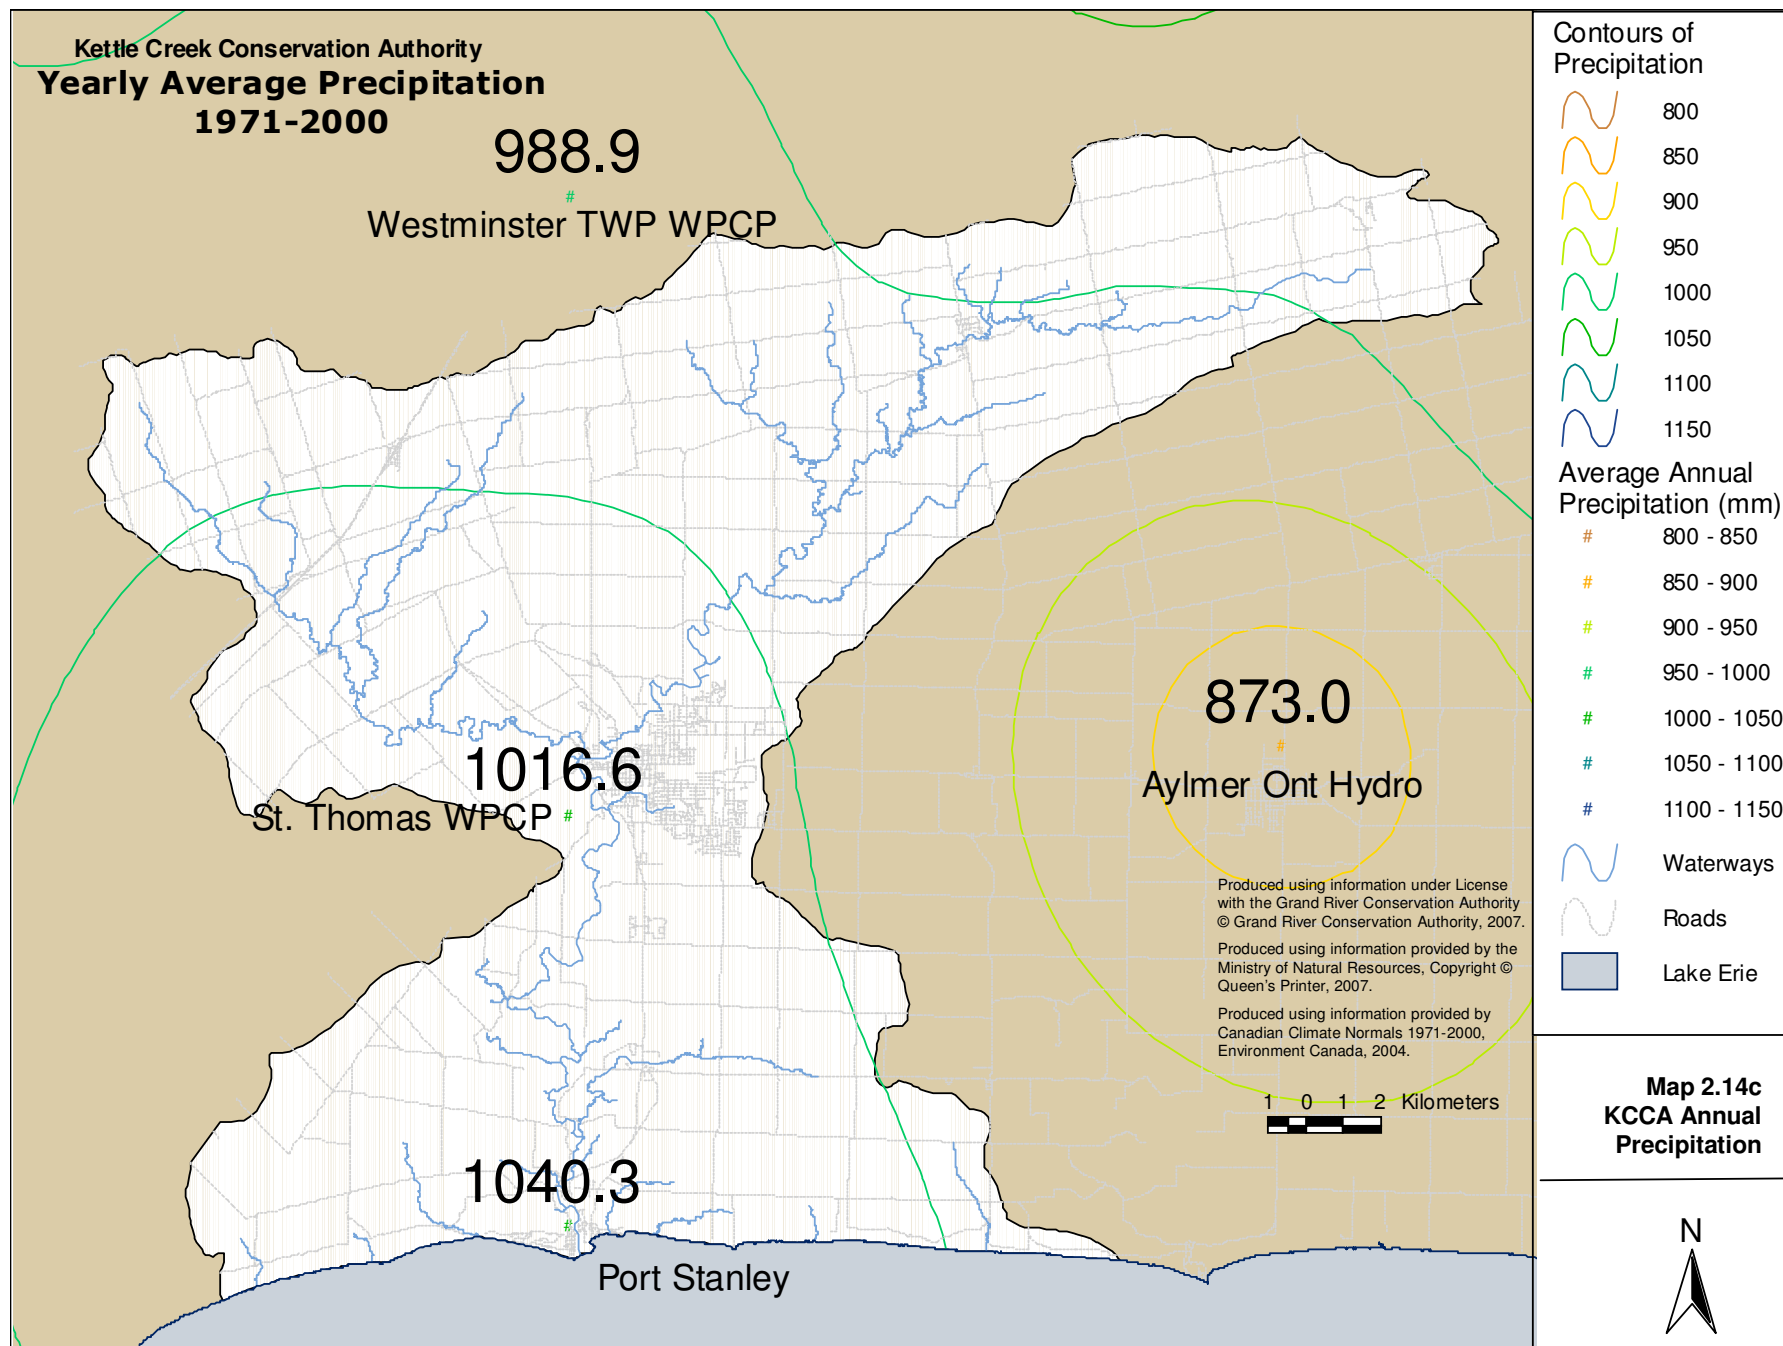 Kettle Creek Conservation Authority
Yearly Average Precipitation
1971-2000
988.9
#
Westminster TWP WPCP
1016.6
St. Thomas WPCP #
873.0
#
Aylmer Ont Hydro
1040.3
#
Port Stanley
Produced using information under License
with the Grand River Conservation Authority
© Grand River Conservation Authority, 2007.
Produced using information provided by the
Ministry of Natural Resources, Copyright ©
Queen's Printer, 2007.
Produced using information provided by
Canadian Climate Normals 1971-2000,
Environment Canada, 2004.
1 0 1 2 Kilometers
Contours of
Precipitation
800
850
900
950
1000
1050
1100
1150
Average Annual
Precipitation (mm)
# 800 - 850
# 850 - 900
# 900 - 950
# 950 - 1000
# 1000 - 1050
# 1050 - 1100
# 1100 - 1150
Waterways
Roads
Lake Erie
Map 2.14c
KCCA Annual
Precipitation
N